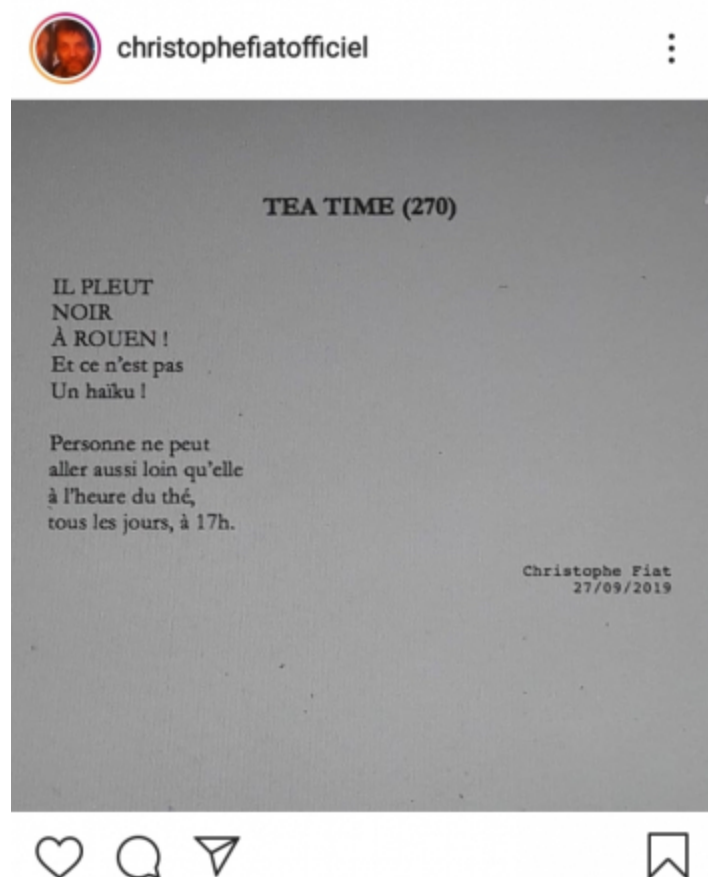 christophefiatofficiel
TEA TIME (270)
IL PLEUT
NOIR
À ROUEN !
Et ce n'est pas
Un haïku !
Personne ne peut
aller aussi loin qu'elle
à l'heure du thé,
tous les jours, à 17h.
Christophe Fiat
27/09/2019